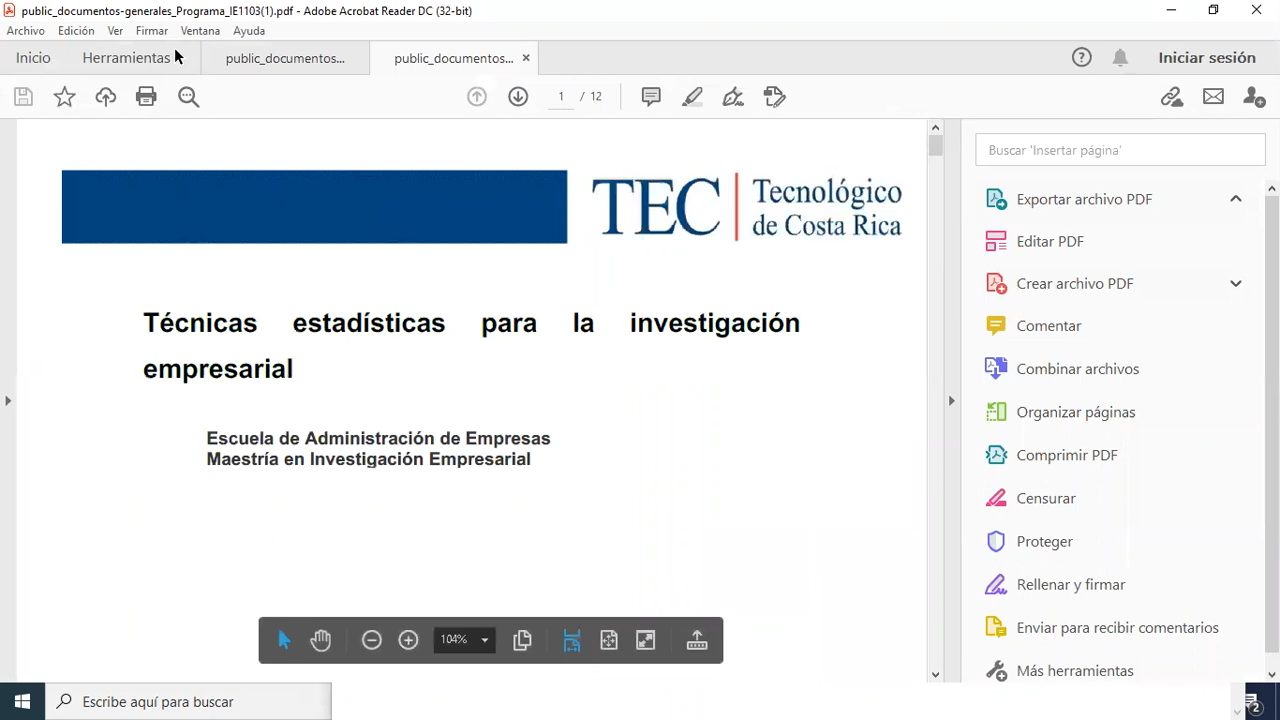 public_documentos-generales_Programa_IE1103(1).pdf - Adobe Acrobat Reader DC (32-bit)
Archivo Edición Ver Firmar Ventana Ayuda
Inicio Herramientas public_documentos... public_documentos... × Iniciar sesión
1 / 12
Buscar 'Insertar página'
TEC Tecnológico
de Costa Rica
Exportar archivo PDF
Editar PDF
Crear archivo PDF
Técnicas estadísticas para la investigación
empresarial
Comentar
Combinar archivos
Organizar páginas
Escuela de Administración de Empresas
Maestría en Investigación Empresarial
Comprimir PDF
Censurar
Proteger
Rellenar y firmar
Enviar para recibir comentarios
104%
Más herramientas
Escribe aquí para buscar
2